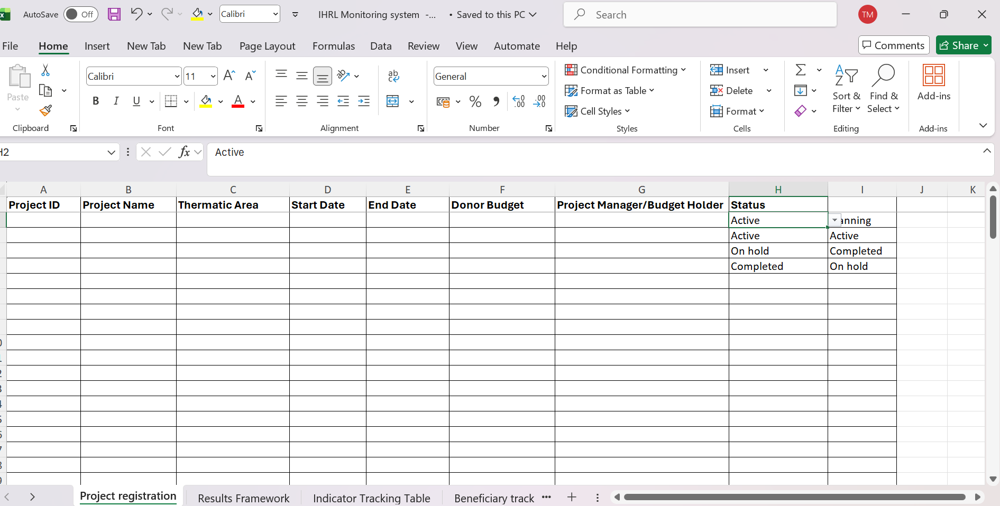 AutoSave Off Calibri IHRL Monitoring system -... • Saved to this PC Search TM
File Home Insert New Tab New Tab Page Layout Formulas Data Review View Automate Help Comments Share
Paste
Clipboard
Calibri 11
B I U
Font
Alignment
General
Number
Conditional Formatting
Format as Table
Cell Styles
Styles
Insert
Delete
Format
Cells
Sort & Filter
Find & Select
Editing
Add-ins
Add-ins
H2 fx Active
A B C D E F G H I J K
Project ID Project Name Thermatic Area Start Date End Date Donor Budget Project Manager/Budget Holder Status
Active anning
Active Active
On hold Completed
Completed On hold
Project registration Results Framework Indicator Tracking Table Beneficiary track ...